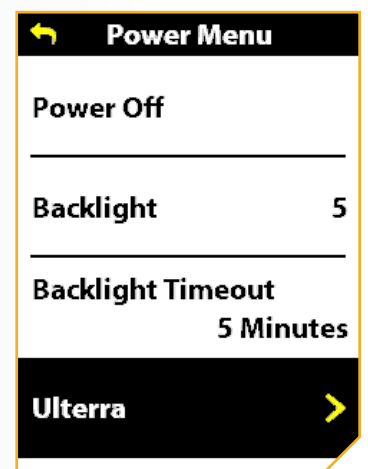 Power Menu
Power Off
Backlight 5
Backlight Timeout
5 Minutes
Ulterra